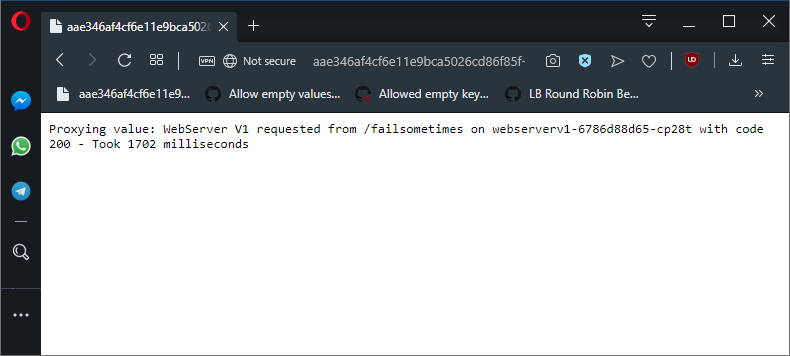 aae346af4cf6e11e9bca5026
VPN Not secure aae346af4cf6e11e9bca5026cd86f85f-
aae346af4cf6e11e9... Allow empty values... Allowed empty key... LB Round Robin Be... »
Proxying value: WebServer V1 requested from /failsometimes on webserverv1-6786d88d65-cp28t with code
200 - Took 1702 milliseconds